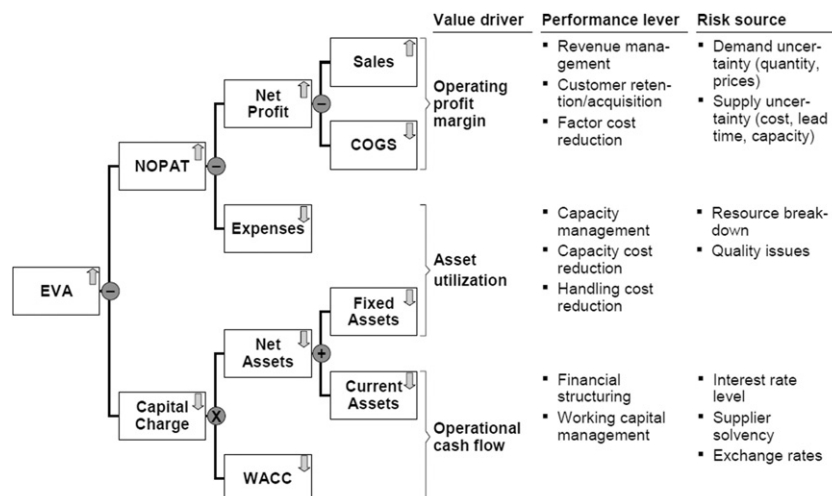 Value driver
Performance lever
Risk source
EVA
−
NOPAT
−
Net
Profit
−
Sales
COGS
Expenses
Capital
Charge
X
Net
Assets
+
Fixed
Assets
Current
Assets
WACC
Operating
profit
margin
▪ Revenue man-
agement
▪ Customer reten-
tion/acquisition
▪ Factor cost
reduction
▪ Demand uncer-
tainty (quantity,
prices)
▪ Supply uncer-
tainty (cost, lead
time, capacity)
Asset
utilization
▪ Capacity
management
▪ Capacity cost
reduction
▪ Handling cost
reduction
▪ Resource break-
down
▪ Quality issues
Operational
cash flow
▪ Financial
structuring
▪ Working capital
management
▪ Interest rate
level
▪ Supplier
solvency
▪ Exchange rates